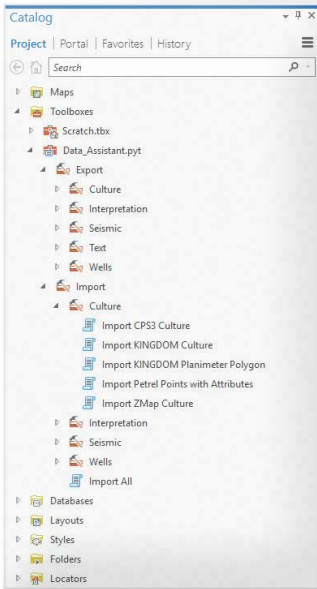 Catalog
Project | Portal | Favorites | History
Search
Maps
Toolboxes
Scratch.tbx
Data_Assistant.pyt
Export
Culture
Interpretation
Seismic
Text
Wells
Import
Culture
Import CPS3 Culture
Import KINGDOM Culture
Import KINGDOM Planimeter Polygon
Import Petrel Points with Attributes
Import ZMap Culture
Interpretation
Seismic
Wells
Import All
Databases
Layouts
Styles
Folders
Locators